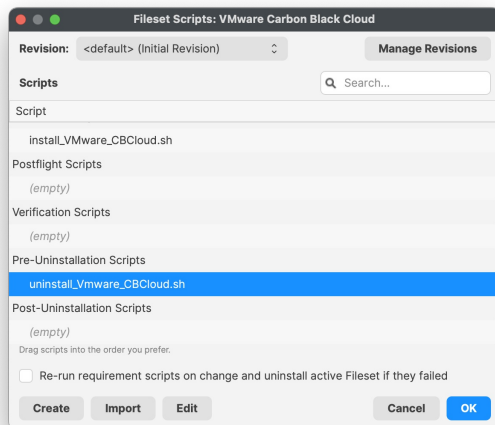 Fileset Scripts: VMware Carbon Black Cloud
Revision: <default> (Initial Revision) Manage Revisions
Scripts Search...
Script
install_VMware_CBCloud.sh
Postflight Scripts
(empty)
Verification Scripts
(empty)
Pre-Uninstallation Scripts
uninstall_Vmware_CBCloud.sh
Post-Uninstallation Scripts
(empty)
Drag scripts into the order you prefer.
Re-run requirement scripts on change and uninstall active Fileset if they failed
Create Import Edit Cancel OK